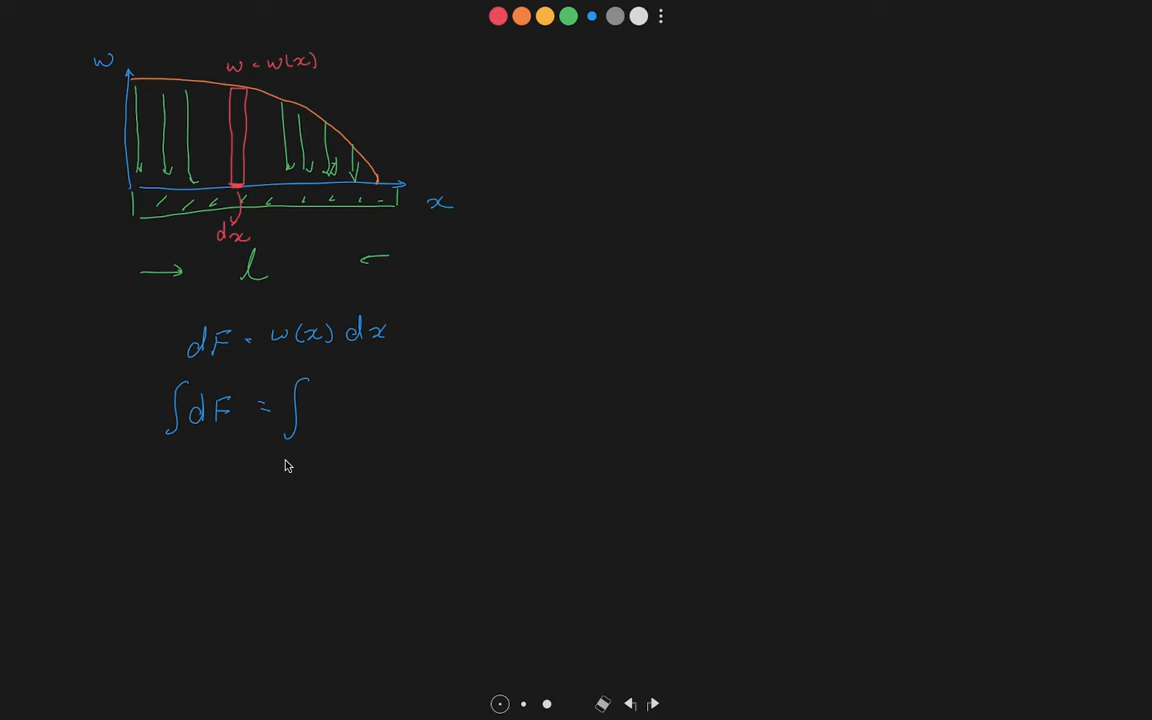 w
w = w(x)
x
dx
l
dF = w(x) dx
∫dF = ∫